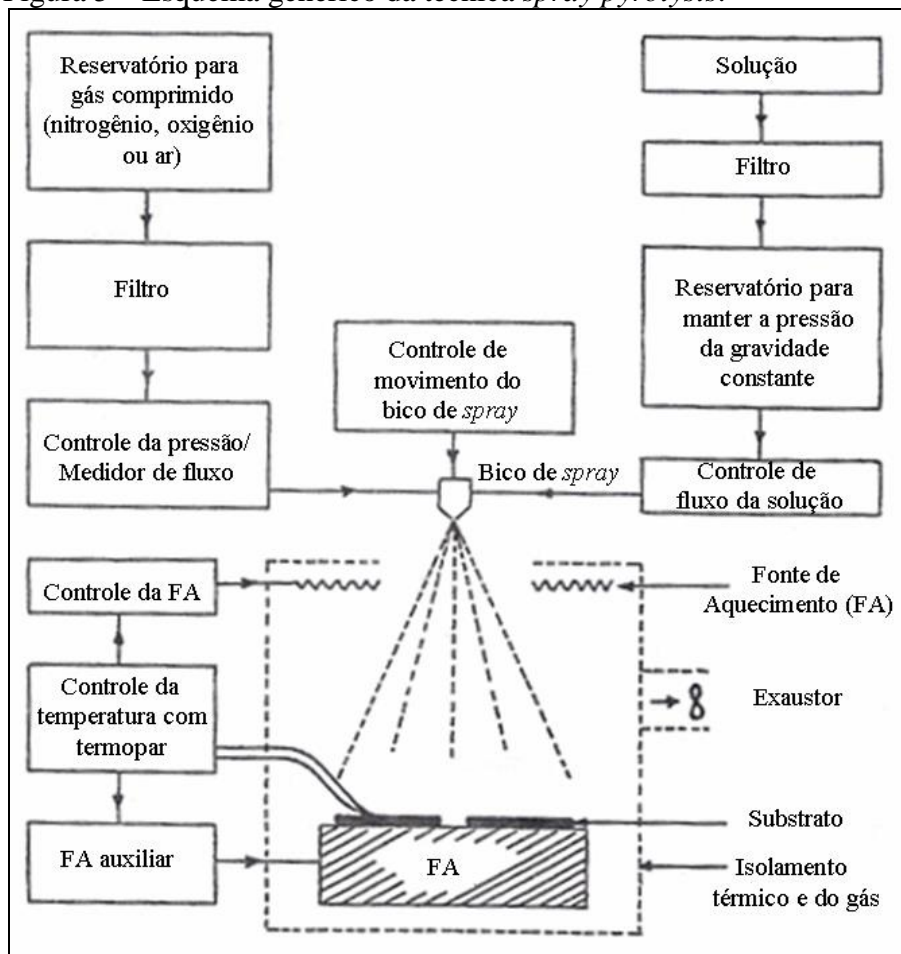 Figura 3 – Esquema genérico da técnica spray pyrolysis.
Reservatório para
gás comprimido
(nitrogênio, oxigênio
ou ar)
Filtro
Controle da pressão/
Medidor de fluxo
Solução
Filtro
Reservatório para
manter a pressão
da gravidade
constante
Controle de
fluxo da solução
Controle de
movimento do
bico de spray
Bico de spray
Controle da FA
Controle da
temperatura com
termopar
FA auxiliar
FA
Fonte de
Aquecimento (FA)
Exaustor
Substrato
Isolamento
térmico e do gás